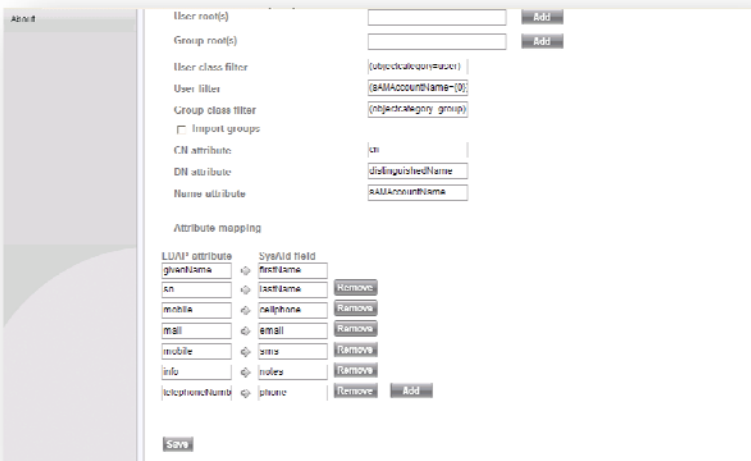 About
User root(s) Add
Group root(s) Add
User class filter (objectcategory=user)
User filter (sAMAccountName={0})
Group class filter (objectcategory group)
Import groups
CN attribute cn
DN attribute distinguishedName
Name attribute sAMAccountName
Attribute mapping
LDAP attribute SysAid field
givenName firstName
sn lastName Remove
mobile cellphone Remove
mail email Remove
mobile sms Remove
info notes Remove
telephoneNumb phone Remove Add
Save